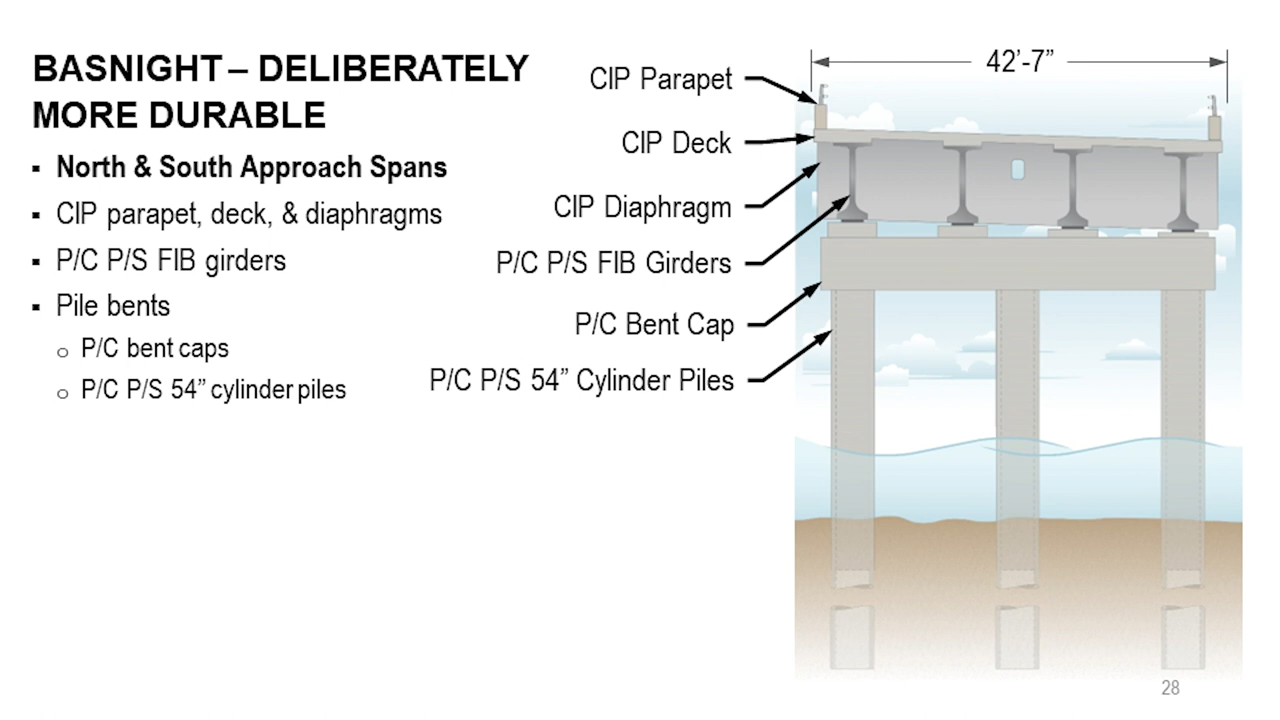 BASNIGHT – DELIBERATELY
MORE DURABLE
▪ North & South Approach Spans
▪ CIP parapet, deck, & diaphragms
▪ P/C P/S FIB girders
▪ Pile bents
o P/C bent caps
o P/C P/S 54” cylinder piles
42’-7”
CIP Parapet
CIP Deck
CIP Diaphragm
P/C P/S FIB Girders
P/C Bent Cap
P/C P/S 54” Cylinder Piles
28